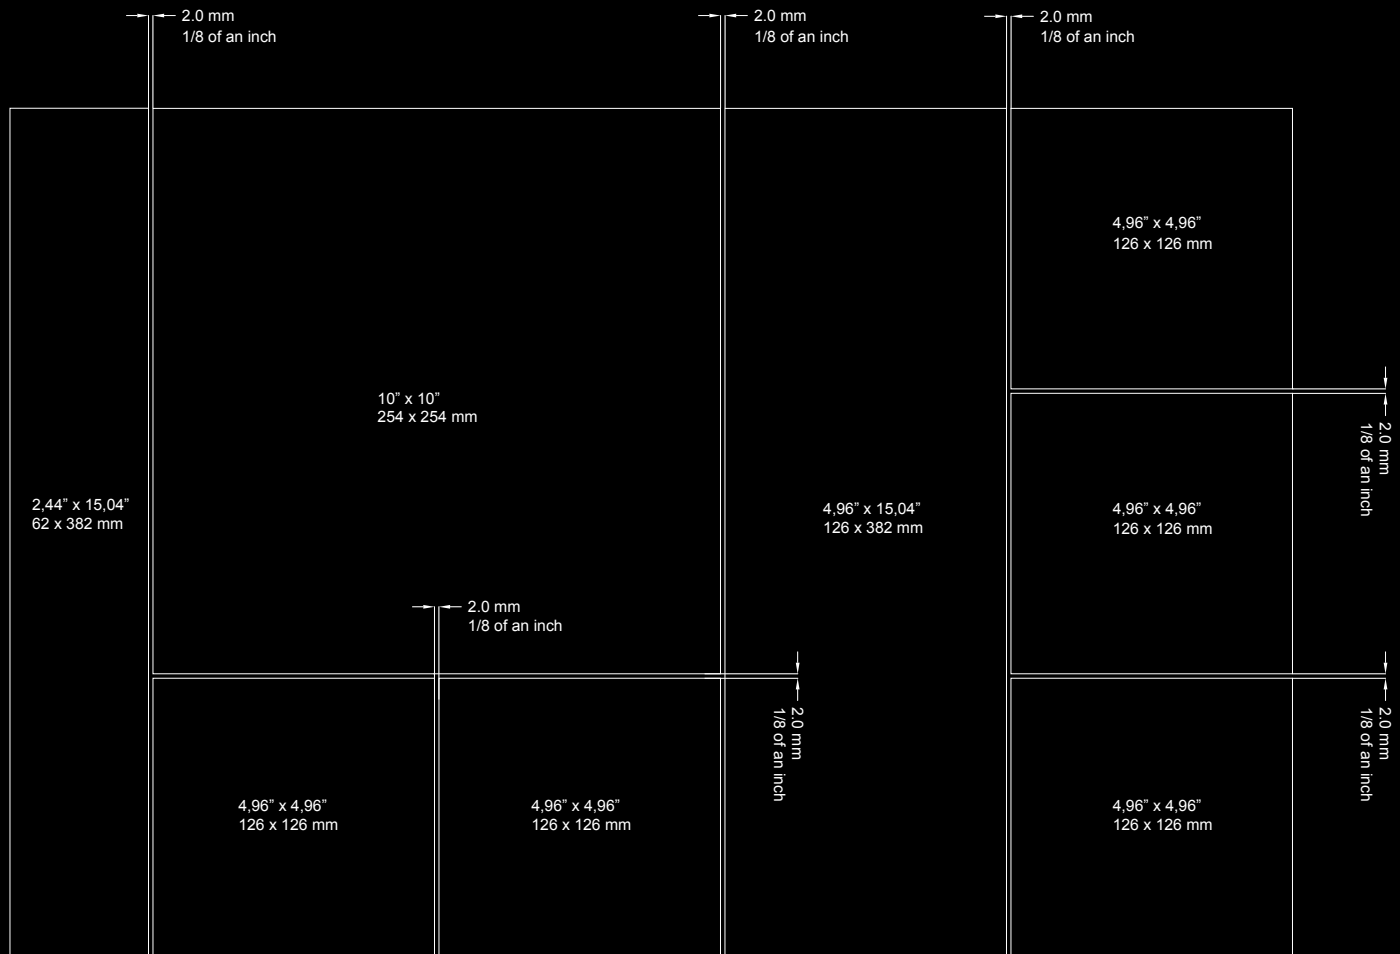 2.0 mm
1/8 of an inch
2.0 mm
1/8 of an inch
2.0 mm
1/8 of an inch
4,96” x 4,96”
126 x 126 mm
10” x 10”
254 x 254 mm
2.0 mm
1/8 of an inch
2,44” x 15,04”
62 x 382 mm
4,96” x 15,04”
126 x 382 mm
4,96” x 4,96”
126 x 126 mm
2.0 mm
1/8 of an inch
2.0 mm
1/8 of an inch
2.0 mm
1/8 of an inch
4,96” x 4,96”
126 x 126 mm
4,96” x 4,96”
126 x 126 mm
4,96” x 4,96”
126 x 126 mm